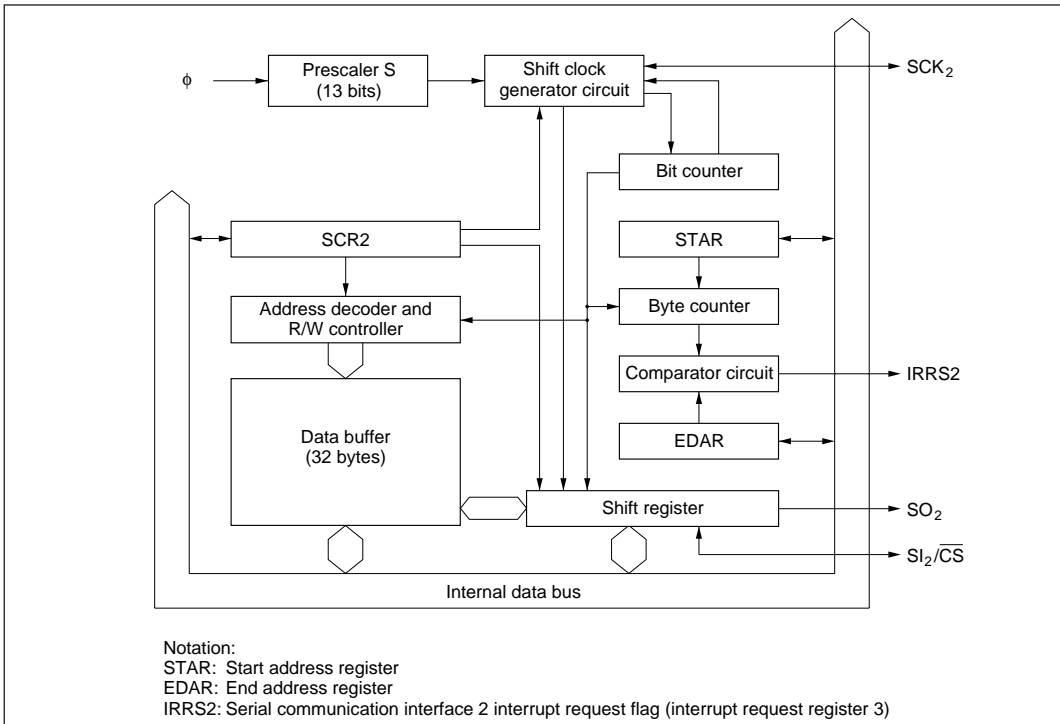 ϕ
Prescaler S
(13 bits)
Shift clock
generator circuit
SCK2
Bit counter
SCR2
STAR
Address decoder and
R/W controller
Byte counter
Comparator circuit
IRRS2
Data buffer
(32 bytes)
EDAR
Shift register
SO2
SI2/C̅S̅
Internal data bus
Notation:
STAR: Start address register
EDAR: End address register
IRRS2: Serial communication interface 2 interrupt request flag (interrupt request register 3)